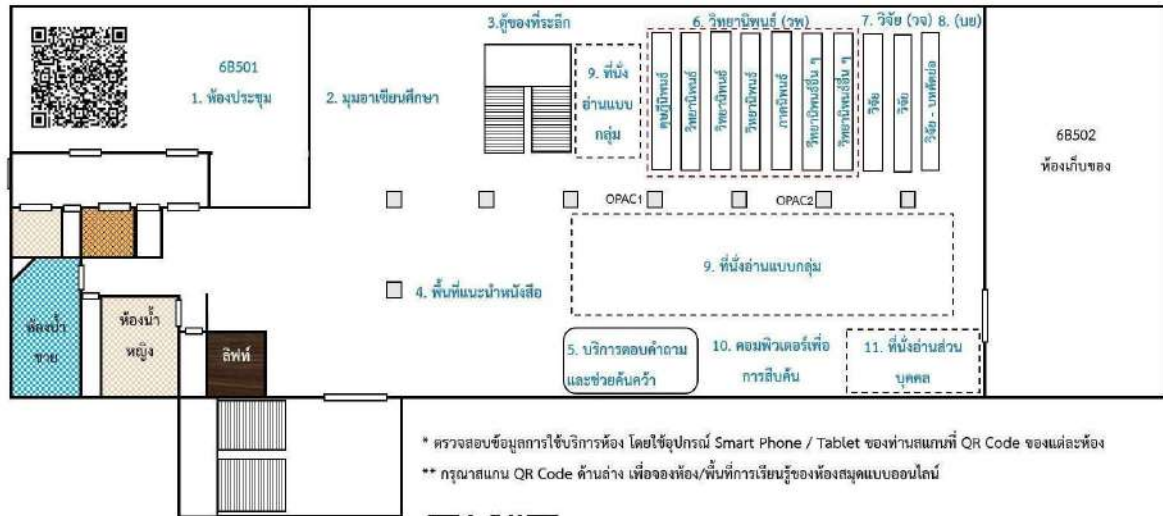 3.ตู้ของที่ระลึก
6. วิทยานิพนธ์ (วพ)
7. วิจัย (วจ) 8. (นย)
6B501
1. ห้องประชุม
2. มุมอาเซียนศึกษา
9. ที่นั่ง
อ่านแบบ
กลุ่ม
ดุษฎีนิพนธ์
วิทยานิพนธ์
วิทยานิพนธ์
วิทยานิพนธ์
ภาคนิพนธ์
วิทยานิพนธ์อื่น ๆ
วิทยานิพนธ์อื่น ๆ
วิจัย
วิจัย
วิจัย - บทคัดย่อ
6B502
ห้องเก็บของ
OPAC1
OPAC2
9. ที่นั่งอ่านแบบกลุ่ม
4. พื้นที่แนะนำหนังสือ
ห้องน้ำ
ชาย
ห้องน้ำ
หญิง
ลิฟท์
5. บริการตอบคำถาม
และช่วยค้นคว้า
10. คอมพิวเตอร์เพื่อ
การสืบค้น
11. ที่นั่งอ่านส่วน
บุคคล
* ตรวจสอบข้อมูลการใช้บริการห้อง โดยใช้อุปกรณ์ Smart Phone / Tablet ของท่านสแกนที่ QR Code ของแต่ละห้อง
** กรุณาสแกน QR Code ด้านล่าง เพื่อจองห้อง/พื้นที่การเรียนรู้ของห้องสมุดแบบออนไลน์